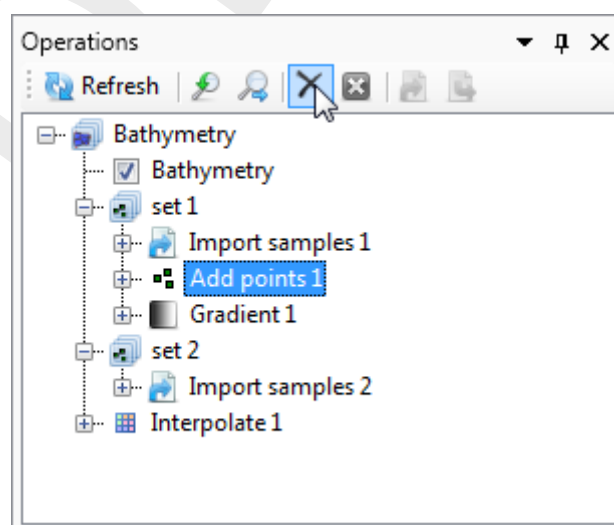 Operations
Refresh
Bathymetry
Bathymetry
set 1
Import samples 1
Add points 1
Gradient 1
set 2
Import samples 2
Interpolate 1